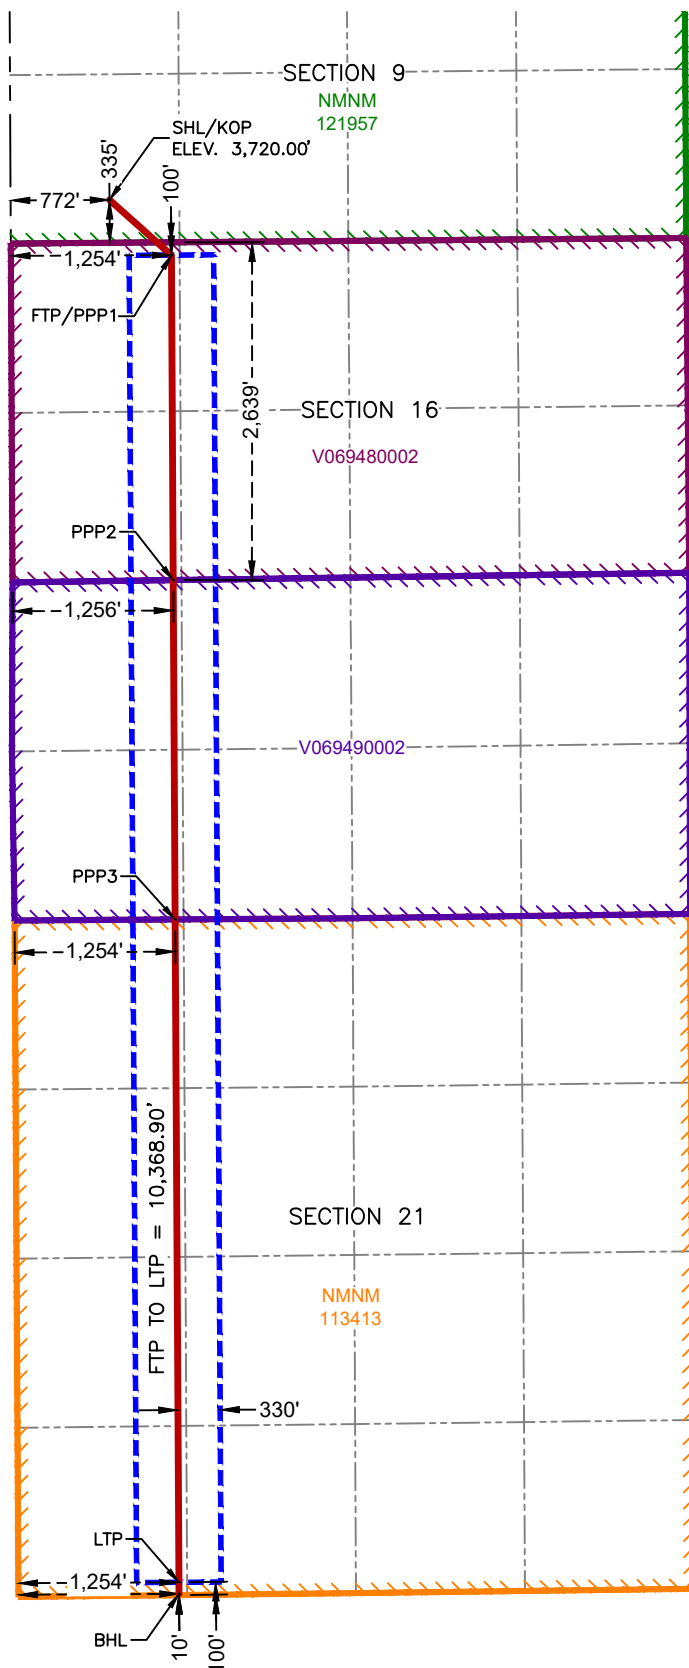 SECTION 9
NMNM
121957
SHL/KOP
ELEV. 3,720.00'
335'
100'
772'
1,254'
FTP/PPP1
2,639'
SECTION 16
V069480002
PPP2
1,256'
V069490002
PPP3
1,254'
FTP TO LTP = 10,368.90'
SECTION 21
NMNM
113413
330'
LTP
1,254'
BHL
10'
100'